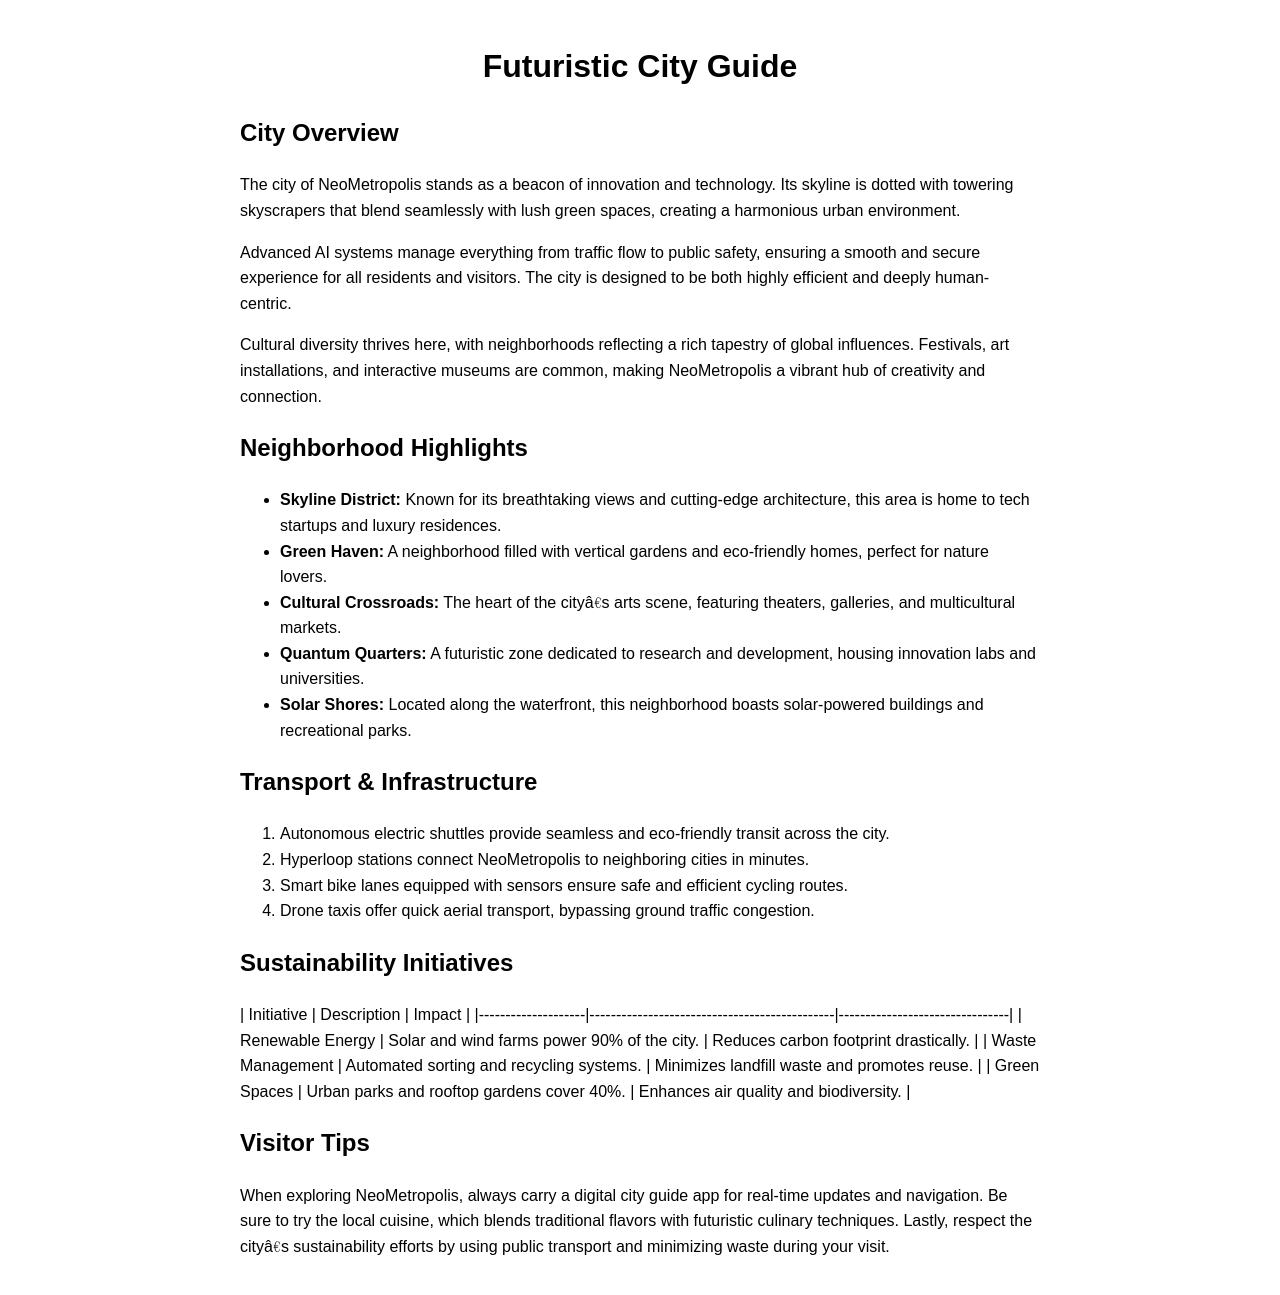 Futuristic City Guide
City Overview
The city of NeoMetropolis stands as a beacon of innovation and technology. Its skyline is dotted with towering
skyscrapers that blend seamlessly with lush green spaces, creating a harmonious urban environment.
Advanced AI systems manage everything from traffic flow to public safety, ensuring a smooth and secure
experience for all residents and visitors. The city is designed to be both highly efficient and deeply human-
centric.
Cultural diversity thrives here, with neighborhoods reflecting a rich tapestry of global influences. Festivals, art
installations, and interactive museums are common, making NeoMetropolis a vibrant hub of creativity and
connection.
Neighborhood Highlights
• Skyline District: Known for its breathtaking views and cutting-edge architecture, this area is home to tech
startups and luxury residences.
• Green Haven: A neighborhood filled with vertical gardens and eco-friendly homes, perfect for nature
lovers.
• Cultural Crossroads: The heart of the cityâ€s arts scene, featuring theaters, galleries, and multicultural
markets.
• Quantum Quarters: A futuristic zone dedicated to research and development, housing innovation labs and
universities.
• Solar Shores: Located along the waterfront, this neighborhood boasts solar-powered buildings and
recreational parks.
Transport & Infrastructure
1. Autonomous electric shuttles provide seamless and eco-friendly transit across the city.
2. Hyperloop stations connect NeoMetropolis to neighboring cities in minutes.
3. Smart bike lanes equipped with sensors ensure safe and efficient cycling routes.
4. Drone taxis offer quick aerial transport, bypassing ground traffic congestion.
Sustainability Initiatives
| Initiative | Description | Impact | |--------------------|----------------------------------------------|--------------------------------| |
Renewable Energy | Solar and wind farms power 90% of the city. | Reduces carbon footprint drastically. | | Waste
Management | Automated sorting and recycling systems. | Minimizes landfill waste and promotes reuse. | | Green
Spaces | Urban parks and rooftop gardens cover 40%. | Enhances air quality and biodiversity. |
Visitor Tips
When exploring NeoMetropolis, always carry a digital city guide app for real-time updates and navigation. Be
sure to try the local cuisine, which blends traditional flavors with futuristic culinary techniques. Lastly, respect the
cityâ€s sustainability efforts by using public transport and minimizing waste during your visit.